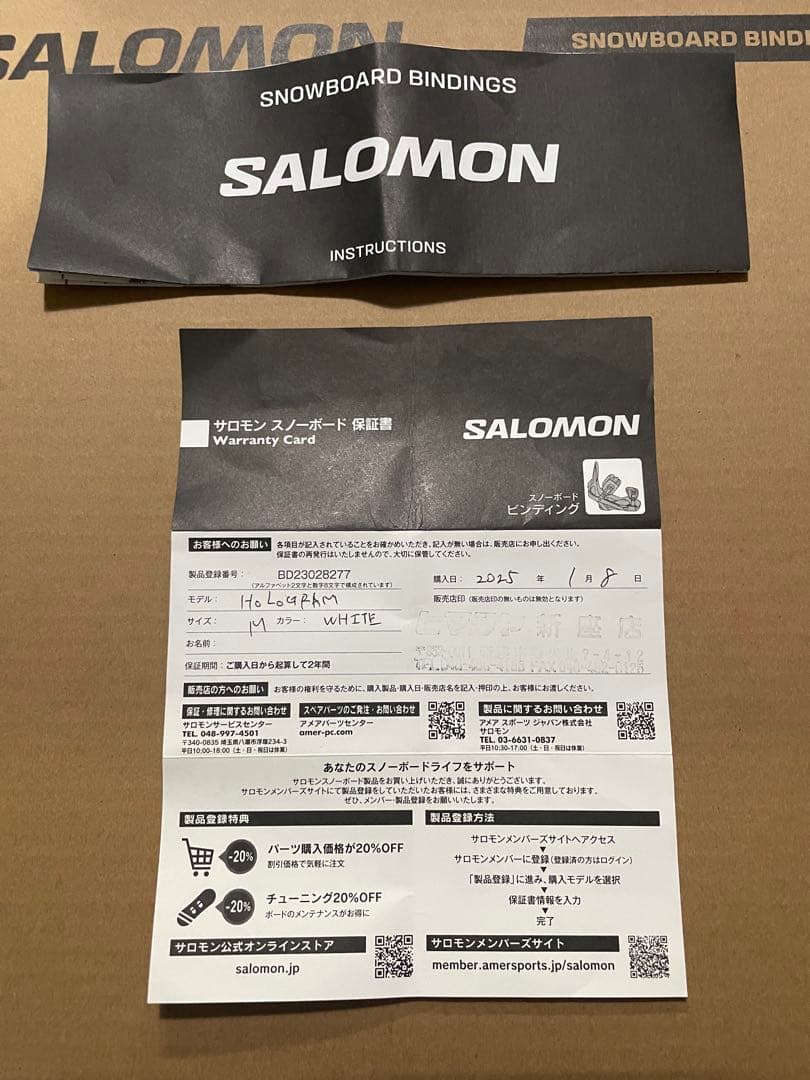 SALOMON
SNOWBOARD BINDI
SNOWBOARD BINDINGS
SALOMON
INSTRUCTIONS
サロモン スノーボード 保証書
Warranty Card
SALOMON
スノーボード
ビンディング
お客様へのお願い
各項目が記入されていることをお確かめいただき、記入が無い場合は、販売店にお申し出ください。
保証書の再発行はいたしませんので、大切に保管してください。
製品登録番号： BD23028277
(アルファベット2文字と数字8文字で構成されています)
購入日： 2025 年 1 月 8 日
モデル： HOLOGRAM
販売店印 (販売店印の無いものは無効となります)
サイズ： M カラー： WHITE
新座店
お名前：
保証期間：ご購入日から起算して2年間
販売店の方へのお願い
お客様の権利を守るために、購入製品・購入日・販売店名を記入・押印の上、お客様にお渡しください。
保証・修理に関するお問い合わせ
サロモンサービスセンター
TEL. 048-997-4501
〒340-0835 埼玉県八潮市浮塚234-3
平日10:00-18:00 (土・日・祝日は休業)
スペアパーツのご発注・お問い合わせ
アメアパーツセンター
amer-pc.com
製品に関するお問い合わせ
アメア スポーツ ジャパン株式会社
サロモン
TEL. 03-6631-0837
平日10:30-17:00 (土・日・祝日は休業)
あなたのスノーボードライフをサポート
サロモンスノーボード製品をお買い上げいただき、誠にありがとうございます。
サロモンメンバーズサイトにて製品登録をしていただいたお客様には、さまざまな特典をご用意しております。
ぜひ、メンバー・製品登録をお願いいたします。
製品登録特典
-20%
パーツ購入価格が20%OFF
割引価格で気軽に注文
-20%
チューニング20%OFF
ボードのメンテナンスがお得に
製品登録方法
サロモンメンバーズサイトへアクセス
▼
サロモンメンバーに登録 (登録済の方はログイン)
▼
「製品登録」に進み、購入モデルを選択
▼
保証書情報を入力
▼
完了
サロモン公式オンラインストア
salomon.jp
サロモンメンバーズサイト
member.amersports.jp/salomon